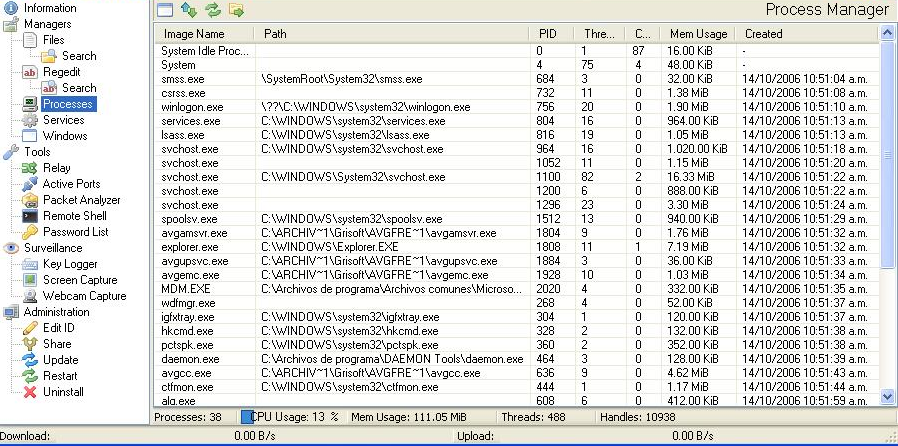 Information
Managers
Files
Search
Regedit
Search
Processes
Services
Windows
Tools
Relay
Active Ports
Packet Analyzer
Remote Shell
Password List
Surveillance
Key Logger
Screen Capture
Webcam Capture
Administration
Edit ID
Share
Update
Restart
Uninstall
Process Manager
Image Name Path PID Thre... C... Mem Usage Created
System Idle Proc... 0 1 87 16.00 KiB -
System 4 75 4 48.00 KiB -
smss.exe \SystemRoot\System32\smss.exe 684 3 32.00 KiB 14/10/2006 10:51:04 a.m.
csrss.exe 732 11 1.38 MiB 14/10/2006 10:51:08 a.m.
winlogon.exe \??\C:\WINDOWS\system32\winlogon.exe 756 20 1.90 MiB 14/10/2006 10:51:10 a.m.
services.exe C:\WINDOWS\system32\services.exe 804 16 964.00 KiB 14/10/2006 10:51:13 a.m.
lsass.exe C:\WINDOWS\system32\lsass.exe 816 19 1.05 MiB 14/10/2006 10:51:13 a.m.
svchost.exe C:\WINDOWS\system32\svchost.exe 964 16 1.020.00 KiB 14/10/2006 10:51:18 a.m.
svchost.exe 1052 11 1.15 MiB 14/10/2006 10:51:20 a.m.
svchost.exe C:\WINDOWS\System32\svchost.exe 1100 82 2 16.33 MiB 14/10/2006 10:51:22 a.m.
svchost.exe 1200 6 888.00 KiB 14/10/2006 10:51:22 a.m.
svchost.exe 1296 23 3.30 MiB 14/10/2006 10:51:24 a.m.
spoolsv.exe C:\WINDOWS\system32\spoolsv.exe 1512 13 940.00 KiB 14/10/2006 10:51:29 a.m.
avgamsvr.exe C:\ARCHIV~1\Grisoft\AVGFRE~1\avgamsvr.exe 1804 9 1.76 MiB 14/10/2006 10:51:32 a.m.
explorer.exe C:\WINDOWS\Explorer.EXE 1808 11 1 7.19 MiB 14/10/2006 10:51:32 a.m.
avgupsvc.exe C:\ARCHIV~1\Grisoft\AVGFRE~1\avgupsvc.exe 1884 3 36.00 KiB 14/10/2006 10:51:33 a.m.
avgemc.exe C:\ARCHIV~1\Grisoft\AVGFRE~1\avgemc.exe 1928 10 1.03 MiB 14/10/2006 10:51:34 a.m.
MDM.EXE C:\Archivos de programa\Archivos comunes\Microso... 2020 4 332.00 KiB 14/10/2006 10:51:35 a.m.
wdfmgr.exe 268 4 52.00 KiB 14/10/2006 10:51:37 a.m.
igfxtray.exe C:\WINDOWS\system32\igfxtray.exe 304 1 120.00 KiB 14/10/2006 10:51:37 a.m.
hkcmd.exe C:\WINDOWS\system32\hkcmd.exe 328 2 132.00 KiB 14/10/2006 10:51:38 a.m.
pctspk.exe C:\WINDOWS\system32\pctspk.exe 360 2 352.00 KiB 14/10/2006 10:51:38 a.m.
daemon.exe C:\Archivos de programa\DAEMON Tools\daemon.exe 464 3 128.00 KiB 14/10/2006 10:51:39 a.m.
avgcc.exe C:\ARCHIV~1\Grisoft\AVGFRE~1\avgcc.exe 636 9 4.62 MiB 14/10/2006 10:51:43 a.m.
ctfmon.exe C:\WINDOWS\system32\ctfmon.exe 444 1 1.17 MiB 14/10/2006 10:51:44 a.m.
alg.exe 608 6 412.00 KiB 14/10/2006 10:51:59 a.m.
Processes: 38 CPU Usage: 13 % Mem Usage: 111.05 MiB Threads: 488 Handles: 10938
Download: 0.00 B/s Upload: 0.00 B/s